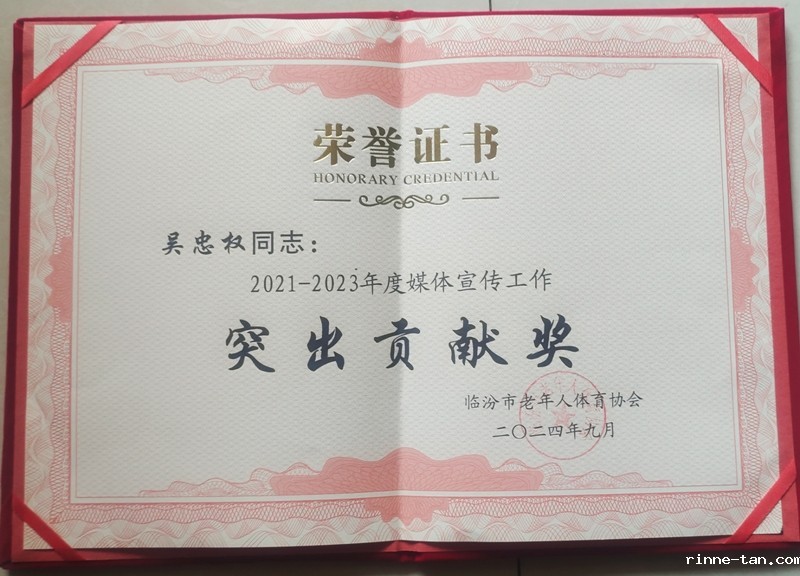 荣誉证书
HONORARY CREDENTIAL
吴忠权同志：
2021-2023年度媒体宣传工作
突出贡献奖
临汾市老年人体育协会
二〇二四年九月
rinne-tan.com